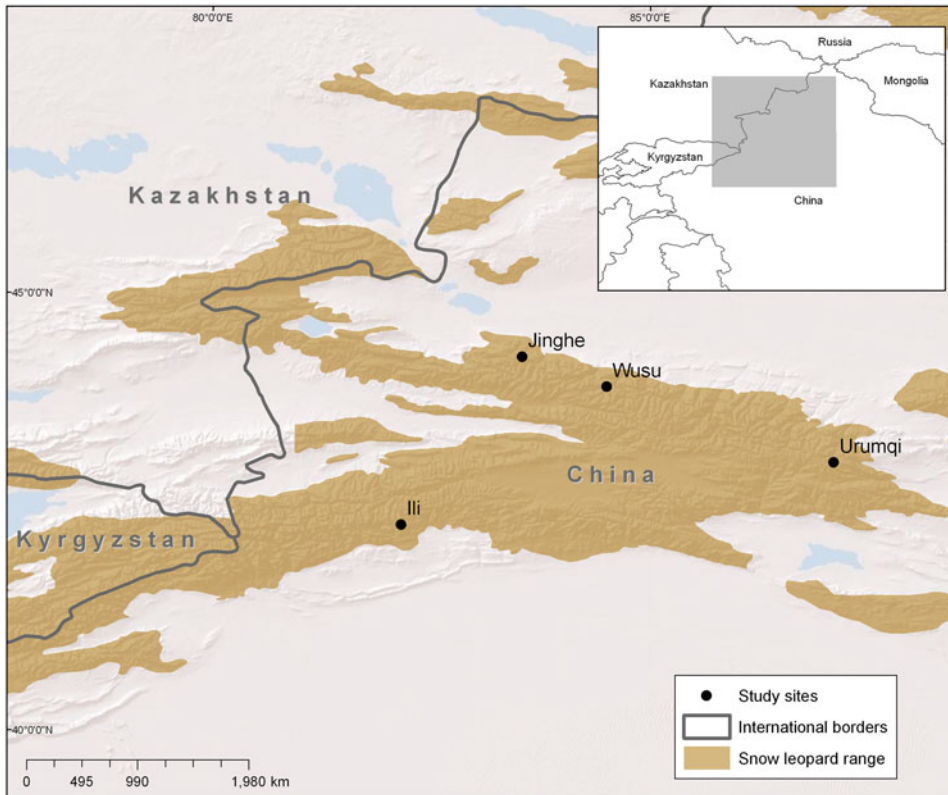 80°0'0"E
85°0'0"E
Russia
Kazakhstan
Mongolia
Kyrgyzstan
China
Kazakhstan
45°0'0"N
Jinghe
Wusu
Urumqi
China
Ili
Kyrgyzstan
Study sites
International borders
Snow leopard range
40°0'0"N
0 495 990 1,980 km